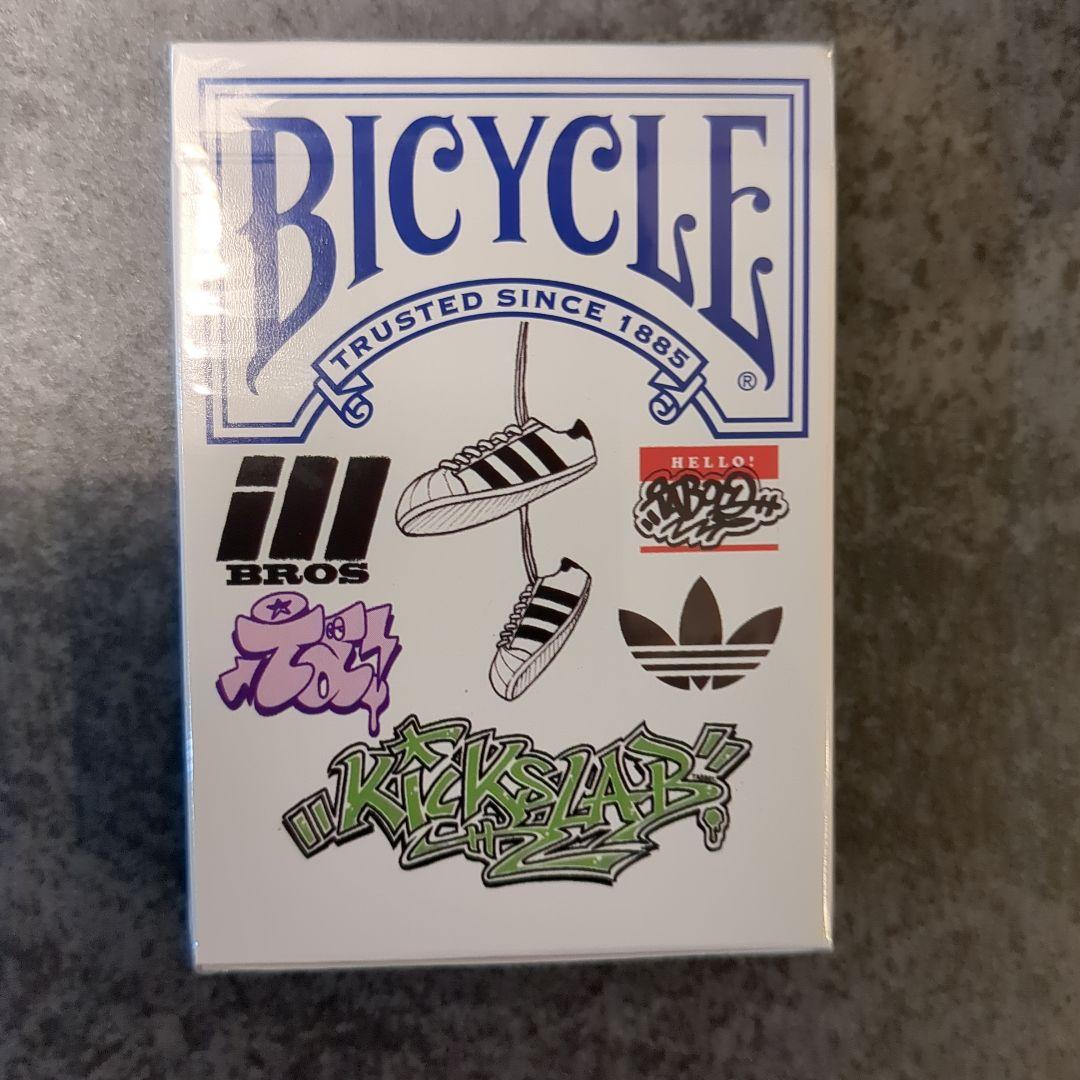 BICYCLE
®
TRUSTED SINCE 1885
ill
BROS
HELLO!
KICKSLAB